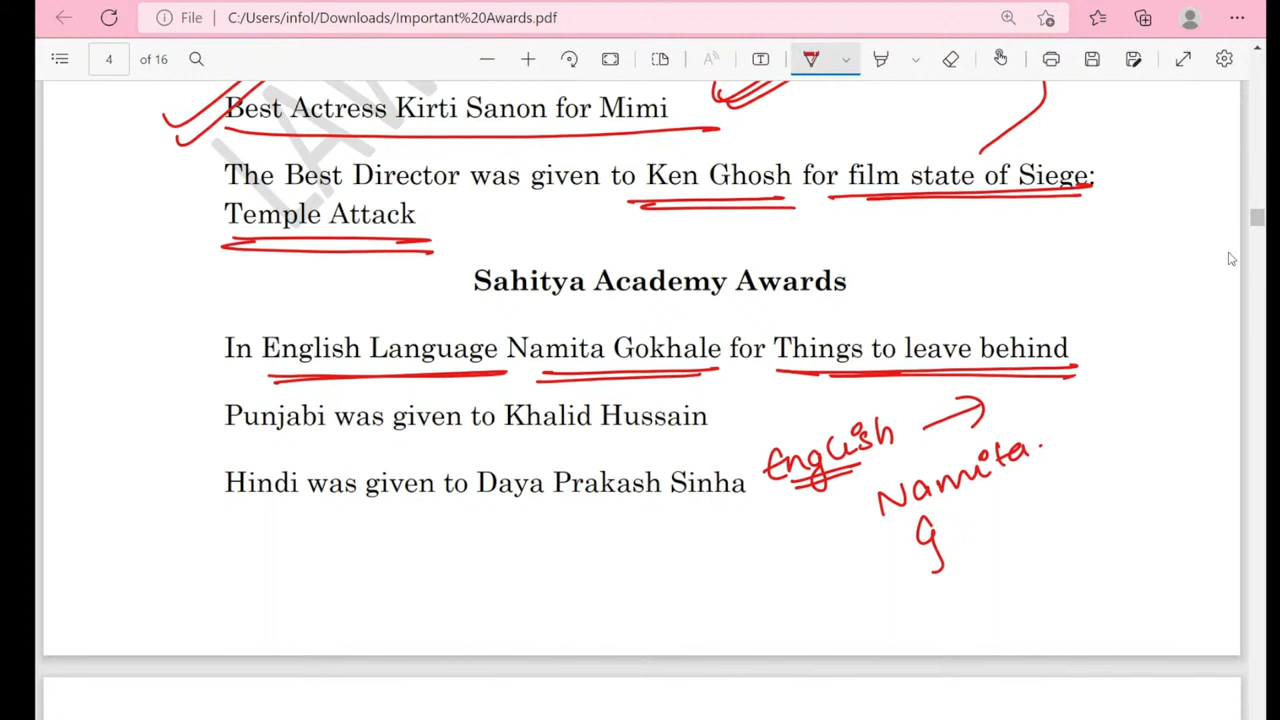 File
C:/Users/infol/Downloads/Important%20Awards.pdf
4 of 16
Best Actress Kirti Sanon for Mimi
The Best Director was given to Ken Ghosh for film state of Siege:
Temple Attack
Sahitya Academy Awards
In English Language Namita Gokhale for Things to leave behind
Punjabi was given to Khalid Hussain
English →
Hindi was given to Daya Prakash Sinha
Namita.
g
LAW